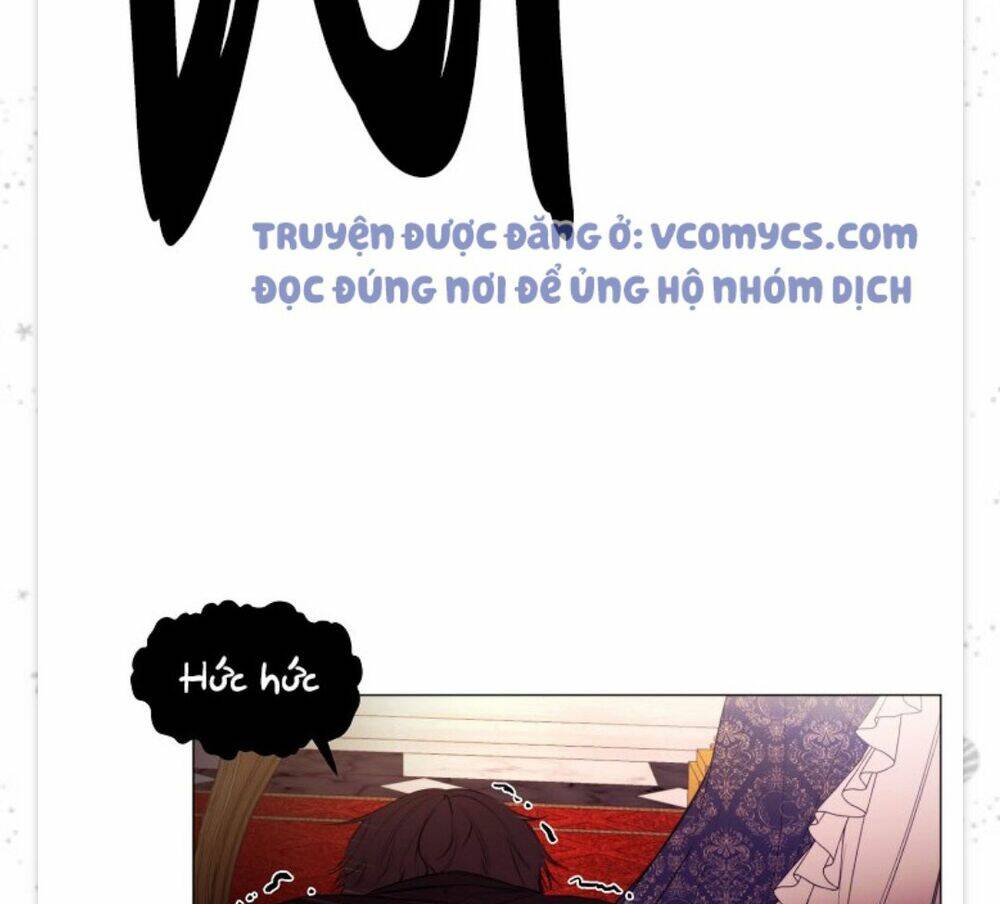 Truyện được đăng ở: vcomycs.com
Đọc đúng nơi để ủng hộ nhóm dịch
Hức hức